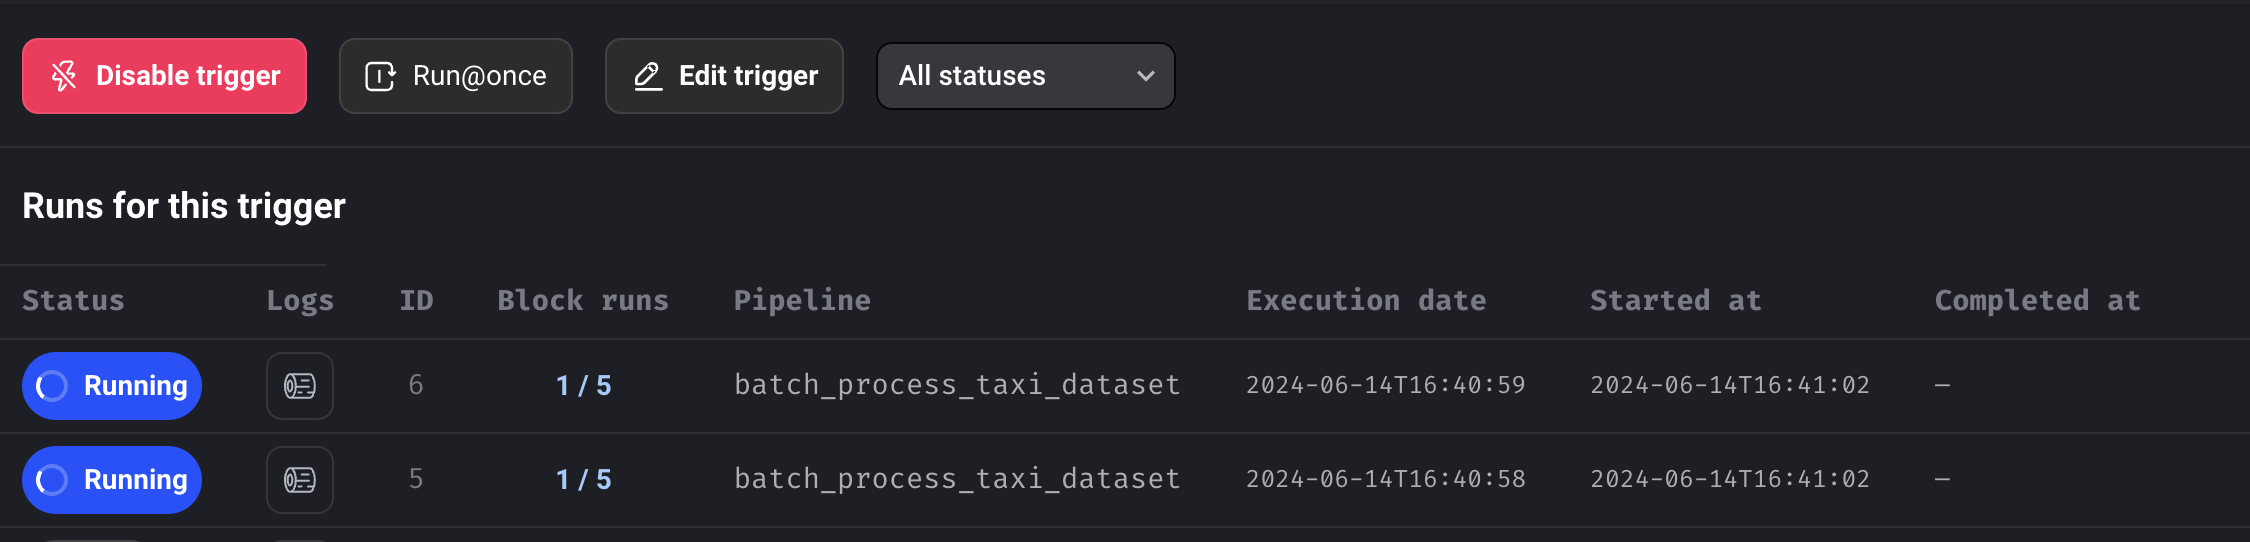 Disable trigger Run@once Edit trigger All statuses
Runs for this trigger
Status Logs ID Block runs Pipeline Execution date Started at Completed at
Running 6 1 / 5 batch_process_taxi_dataset 2024-06-14T16:40:59 2024-06-14T16:41:02 —
Running 5 1 / 5 batch_process_taxi_dataset 2024-06-14T16:40:58 2024-06-14T16:41:02 —